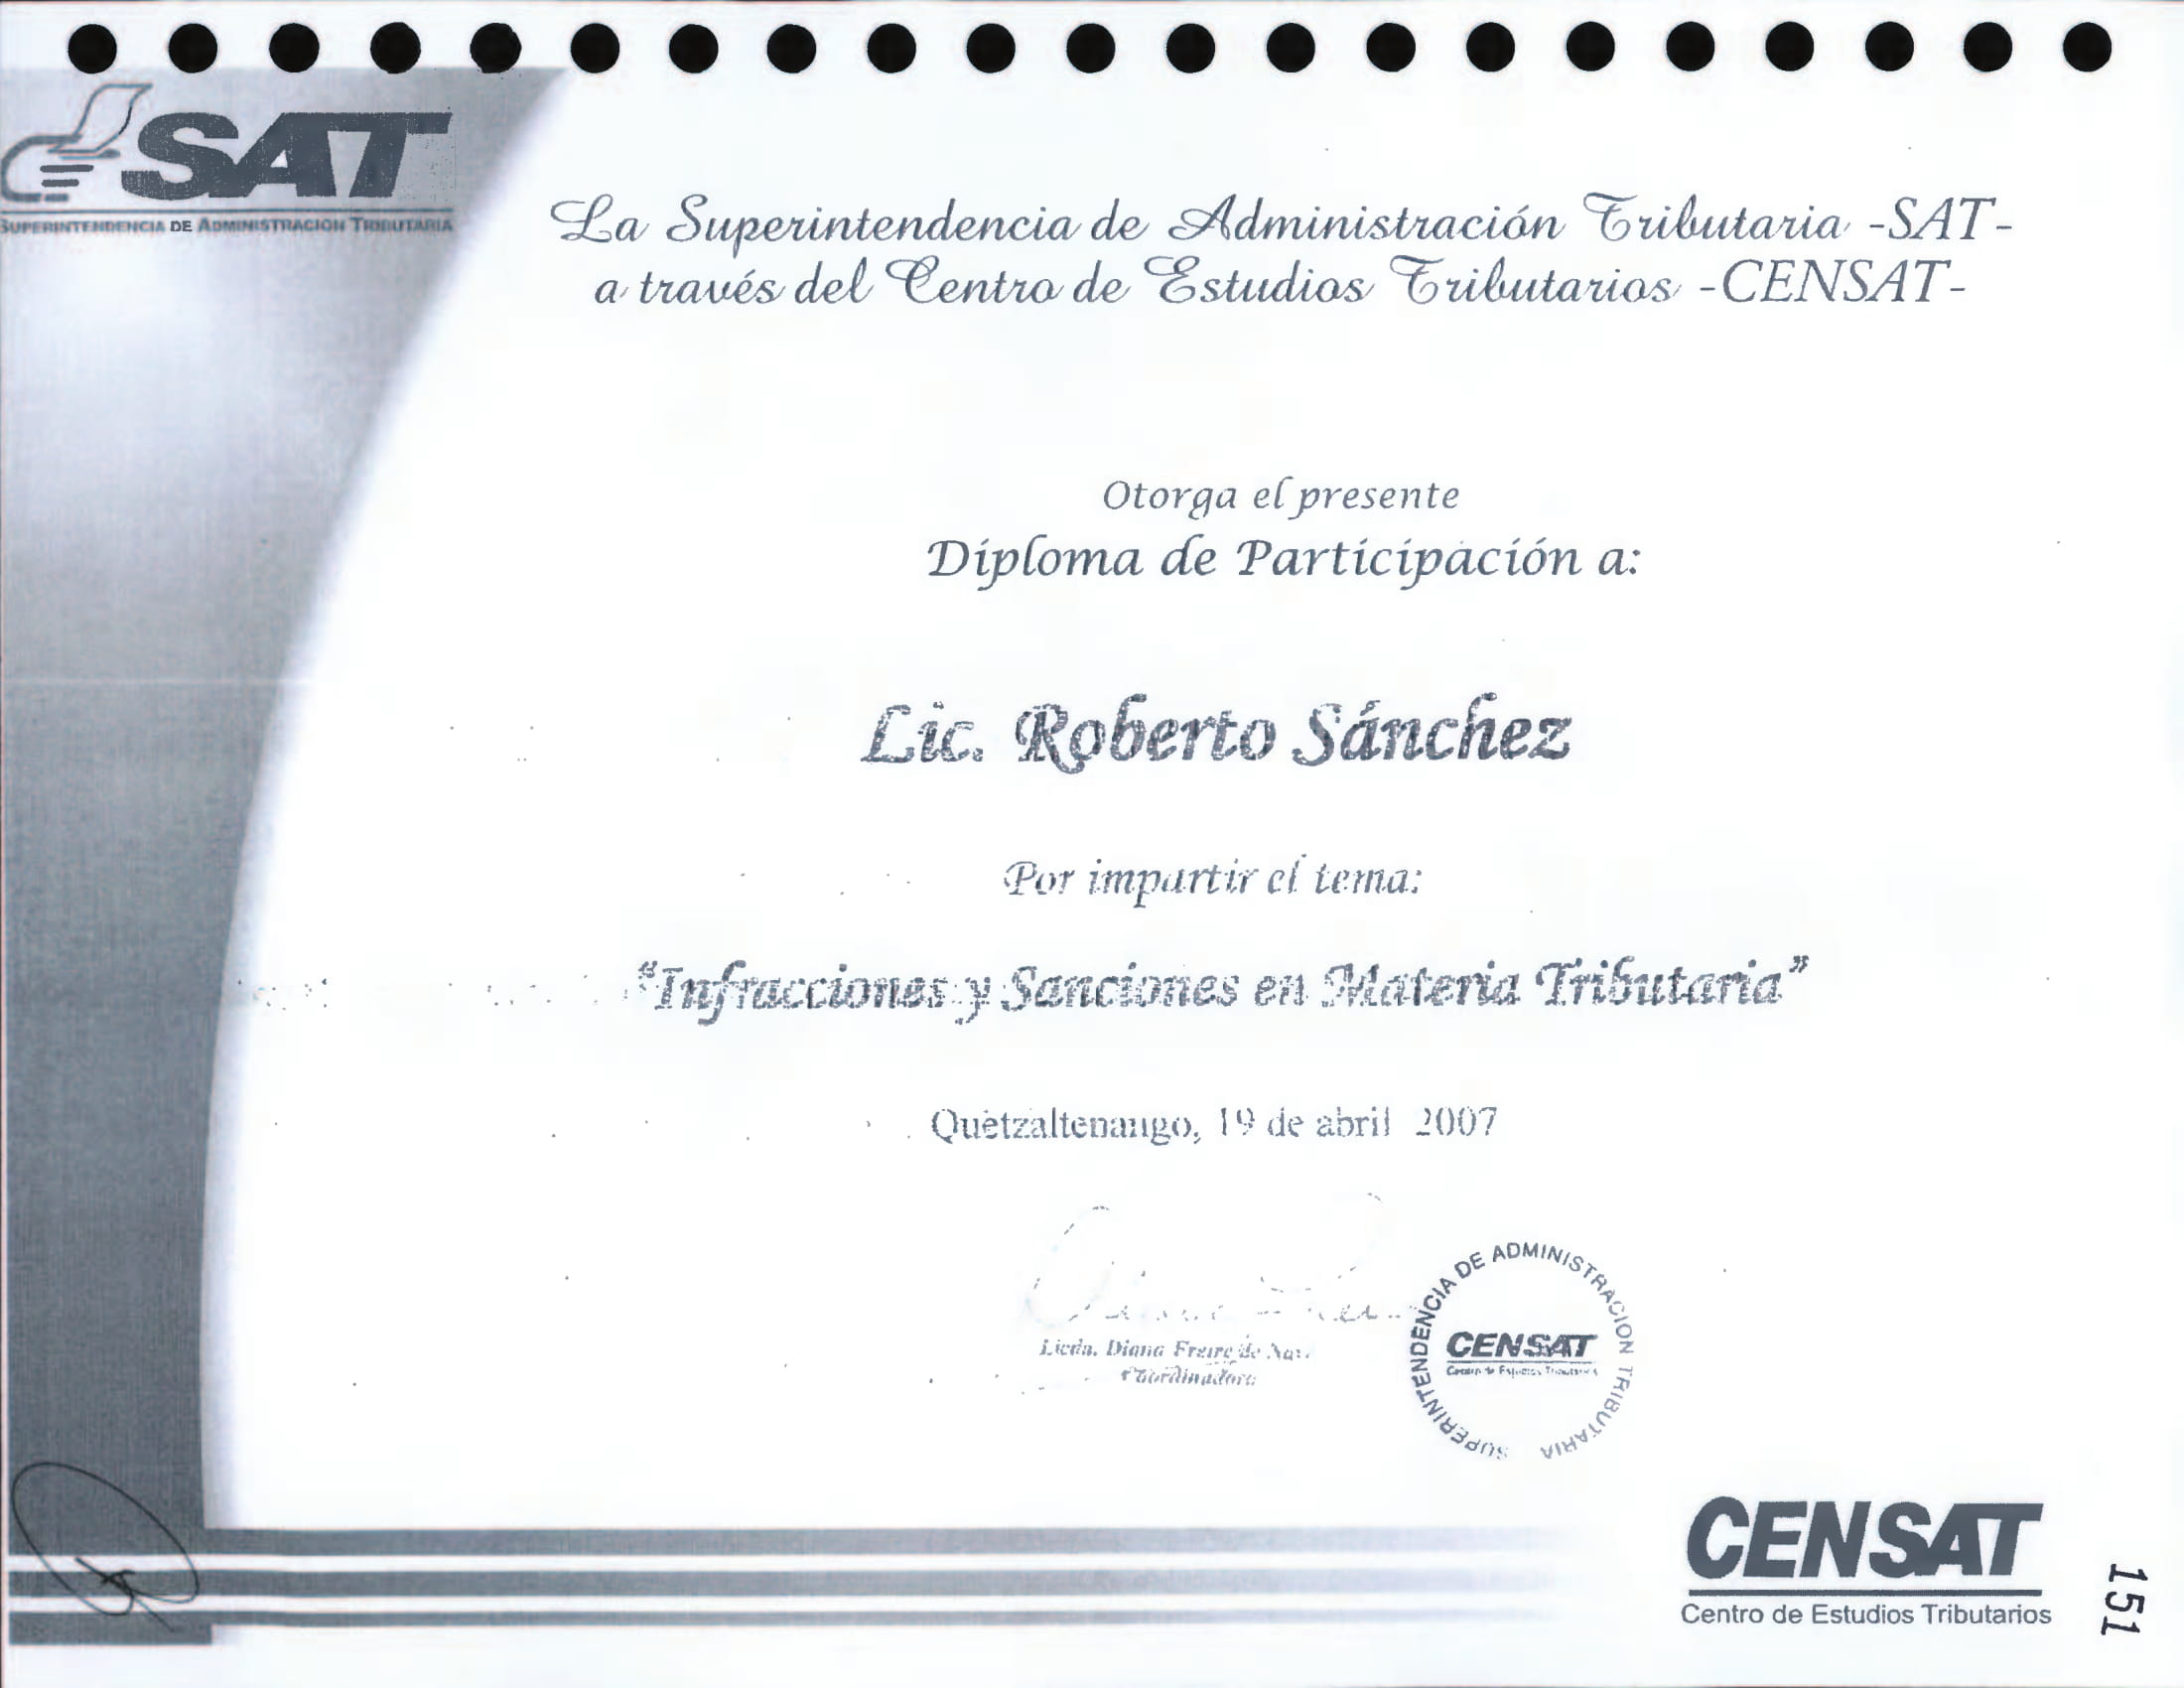 SAT
SUPERINTENDENCIA DE ADMINISTRACION TRIBUTARIA
La Superintendencia de Administración Tributaria -SAT-
a través del Centro de Estudios Tributarios -CENSAT-
Otorga el presente
Diploma de Participación a:
Lic. Roberto Sánchez
Por impartir el tema:
"Infracciones y Sanciones en Materia Tributaria"
Quetzaltenango, 19 de abril 2007
Licda. Diana Freire de
Coordinadora
SUPERINTENDENCIA DE ADMINISTRACION TRIBUTARIA
CENSAT
Centro de Estudios Tributarios
CENSAT
Centro de Estudios Tributarios
151